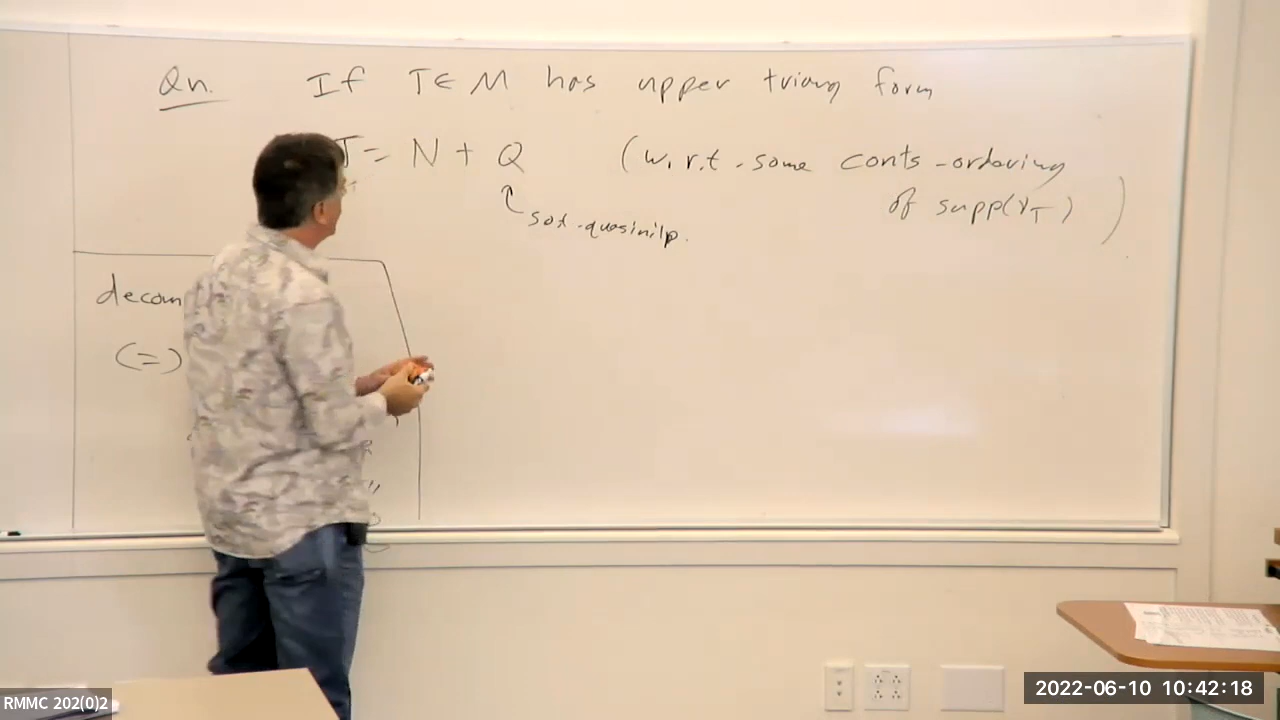 Qn. If T∈M has upper triang form
T = N + Q (w.r.t. some conts-ordering
of supp(ν_T))
sot-quasinilp.
decom
(=)
RMMC 202(0)2
2022-06-10 10:42:18